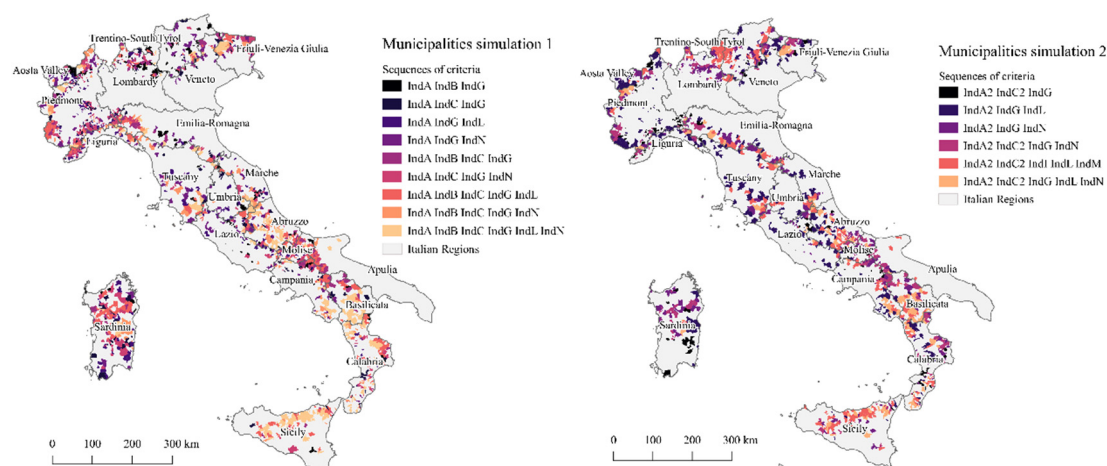 Municipalities simulation 1
Sequences of criteria
IndA IndB IndG
IndA IndC IndG
IndA IndG IndL
IndA IndG IndN
IndA IndB IndC IndG
IndA IndC IndG IndN
IndA IndB IndC IndG IndL
IndA IndB IndC IndG IndN
IndA IndB IndC IndG IndL IndN
Italian Regions
Trentino-South Tyrol
Friuli-Venezia Giulia
Aosta Valley
Lombardy
Veneto
Piedmont
Emilia-Romagna
Liguria
Marche
Tuscany
Umbria
Abruzzo
Lazio
Molise
Apulia
Campania
Basilicata
Sardinia
Calabria
Sicily
0 100 200 300 km
Municipalities simulation 2
Sequences of criteria
IndA2 IndC2 IndG
IndA2 IndG IndL
IndA2 IndG IndN
IndA2 IndC2 IndG IndN
IndA2 IndC2 IndI IndL IndM
IndA2 IndC2 IndG IndL IndN
Italian Regions
Trentino-South Tyrol
Friuli-Venezia Giulia
Aosta Valley
Lombardy
Veneto
Piedmont
Emilia-Romagna
Liguria
Marche
Tuscany
Umbria
Abruzzo
Lazio
Molise
Apulia
Campania
Basilicata
Sardinia
Calabria
Sicily
0 100 200 300 km